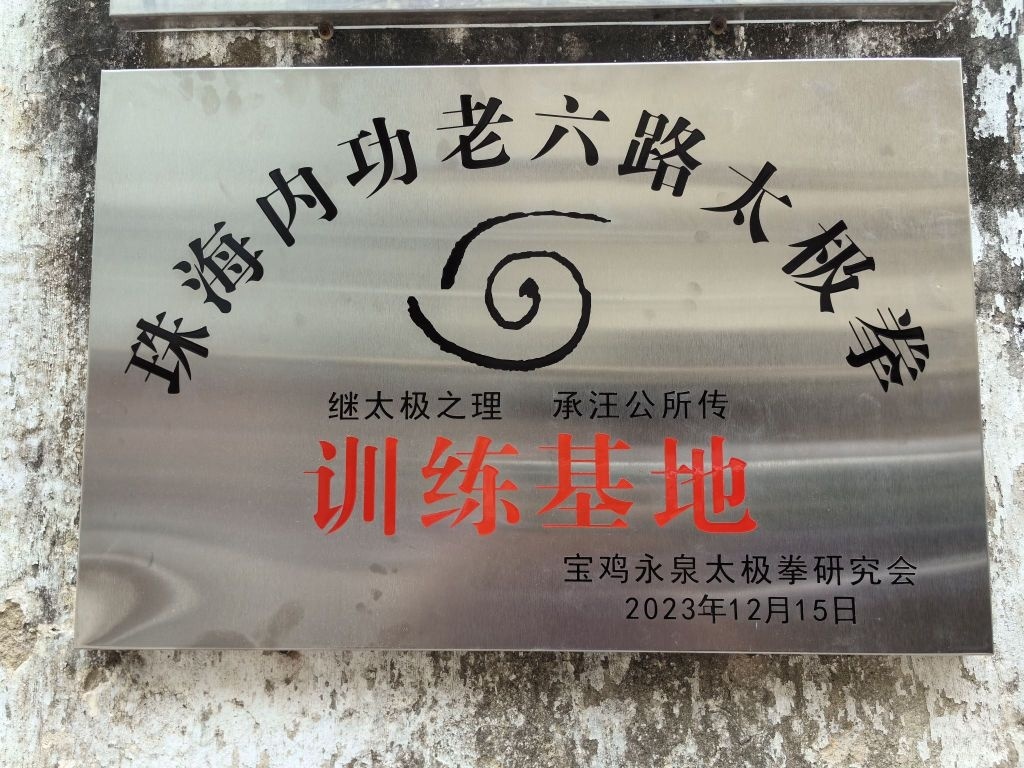 珠海内功老六路太极拳
继太极之理 承汪公所传
训练基地
宝鸡永泉太极拳研究会
2023年12月15日